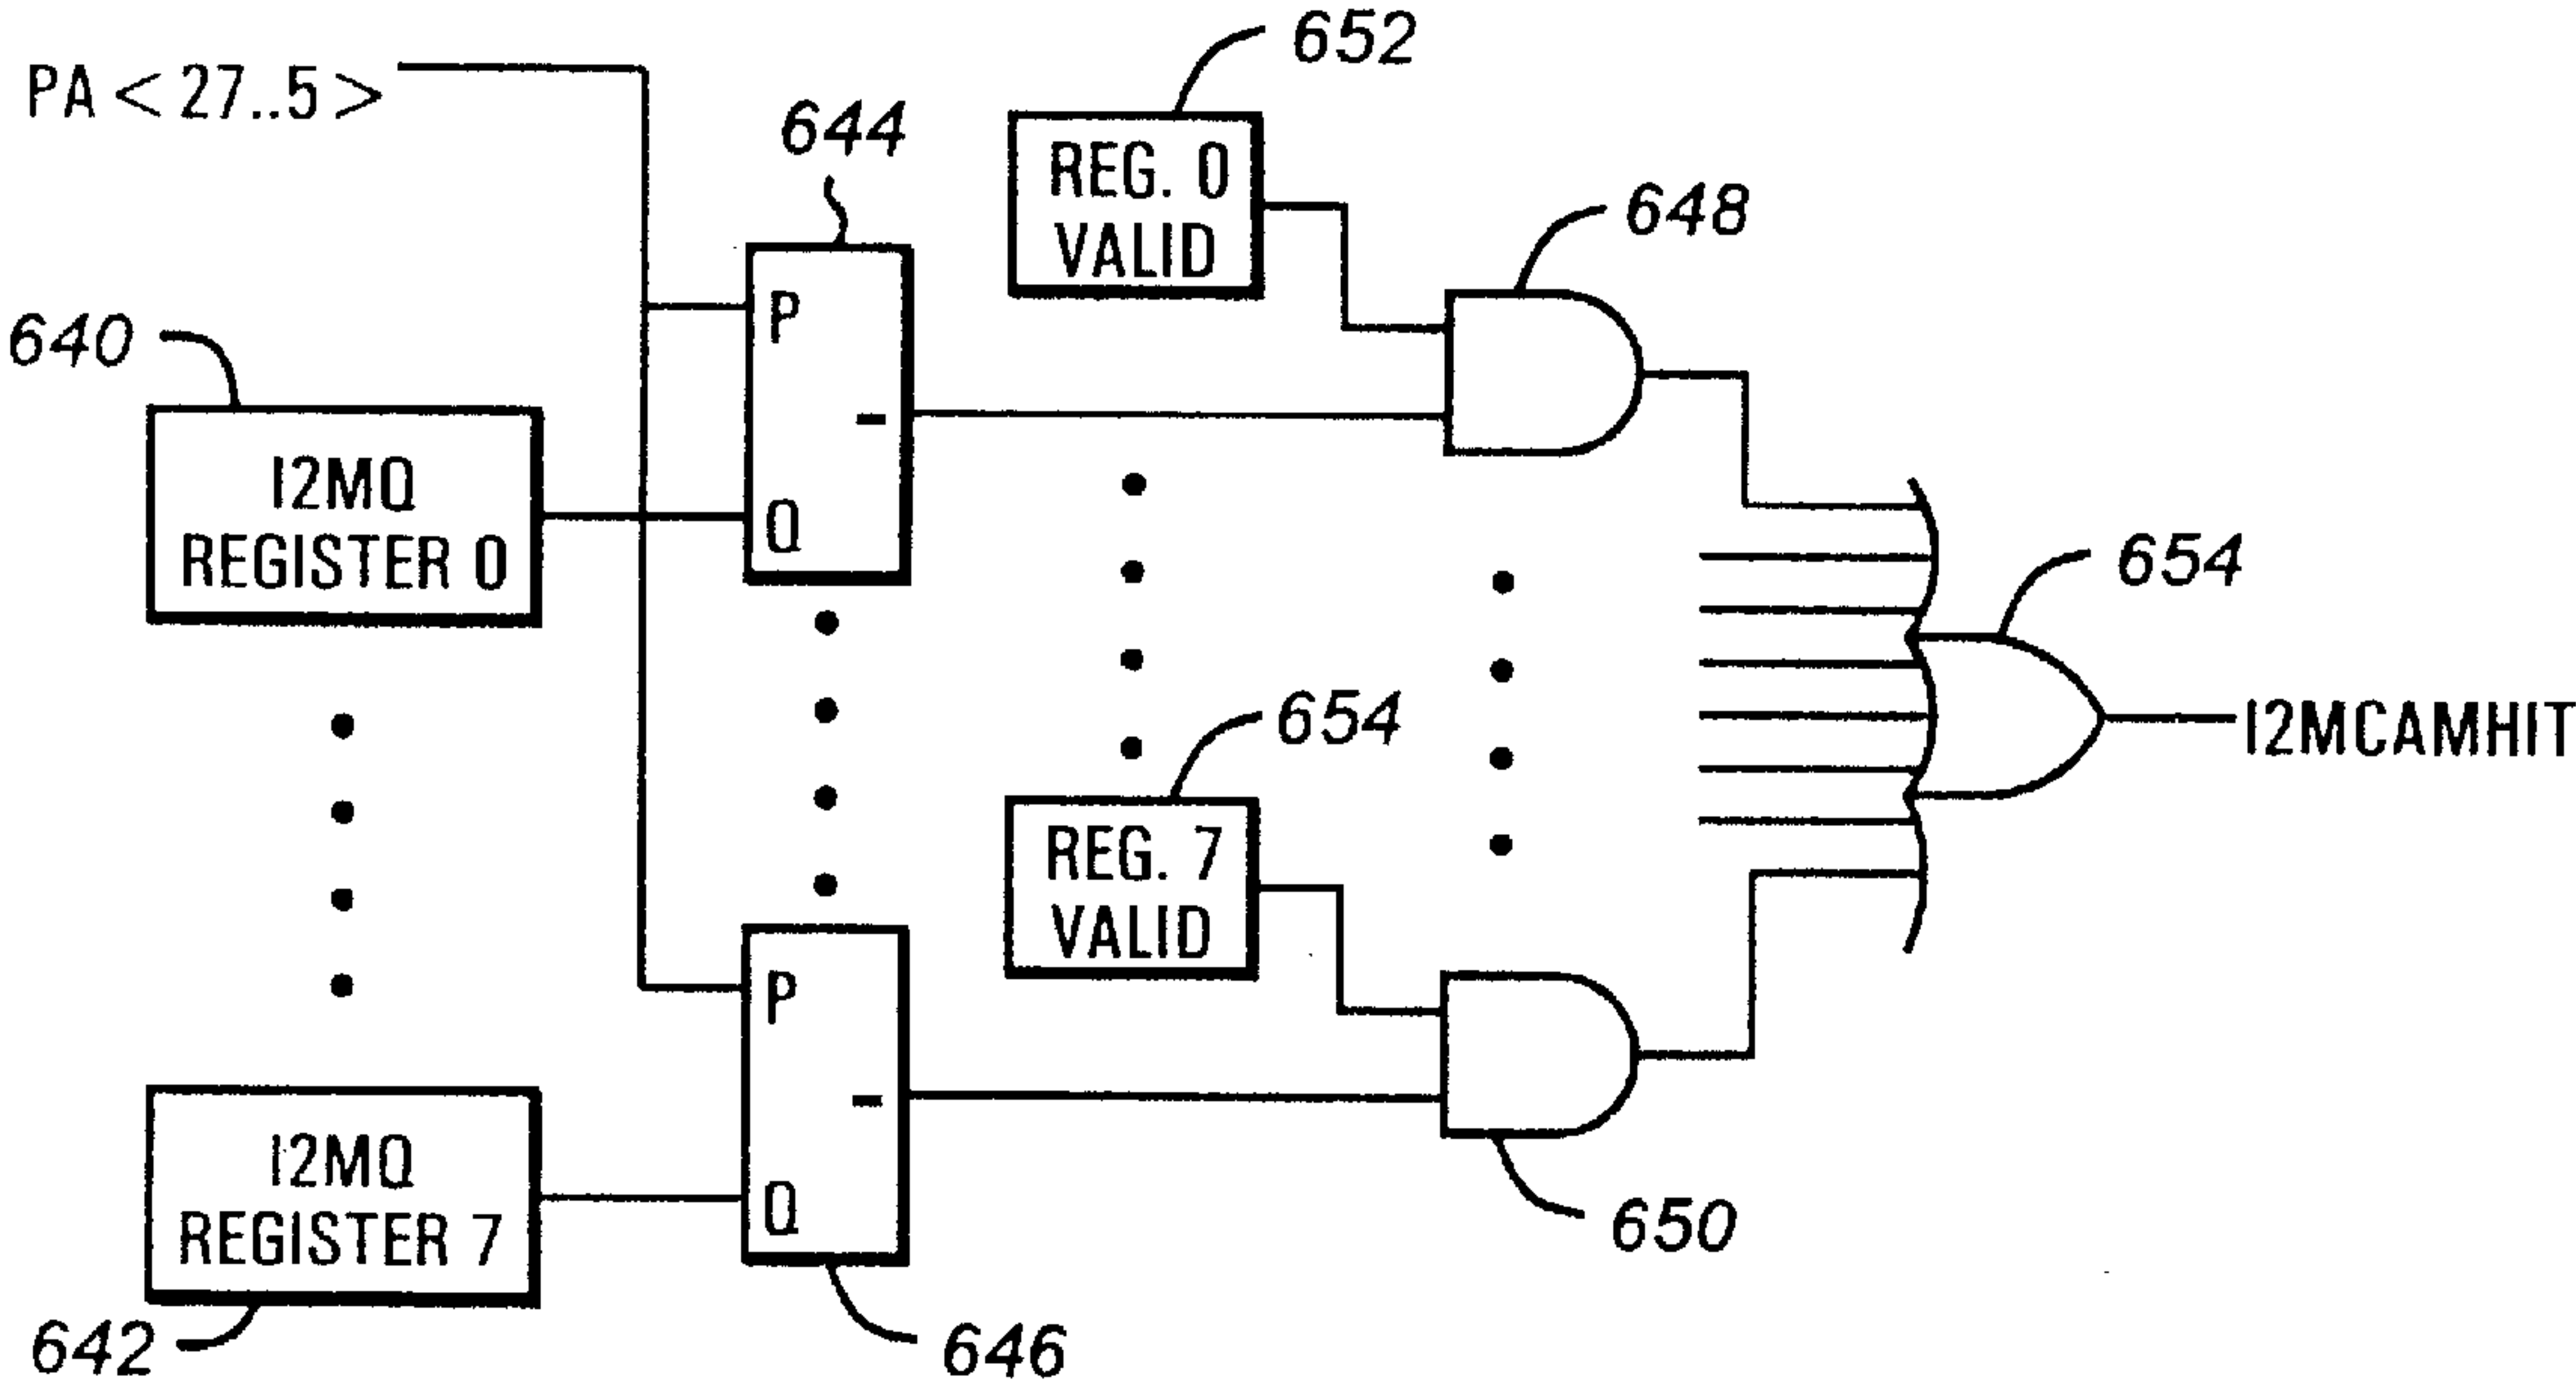 652
PA < 27..5 >
644
REG. 0
VALID
648
640
P
I2MQ
REGISTER 0
-
Q
654
654
I2MCAMHIT
REG. 7
VALID
P
I2MQ
REGISTER 7
-
Q
650
642
646